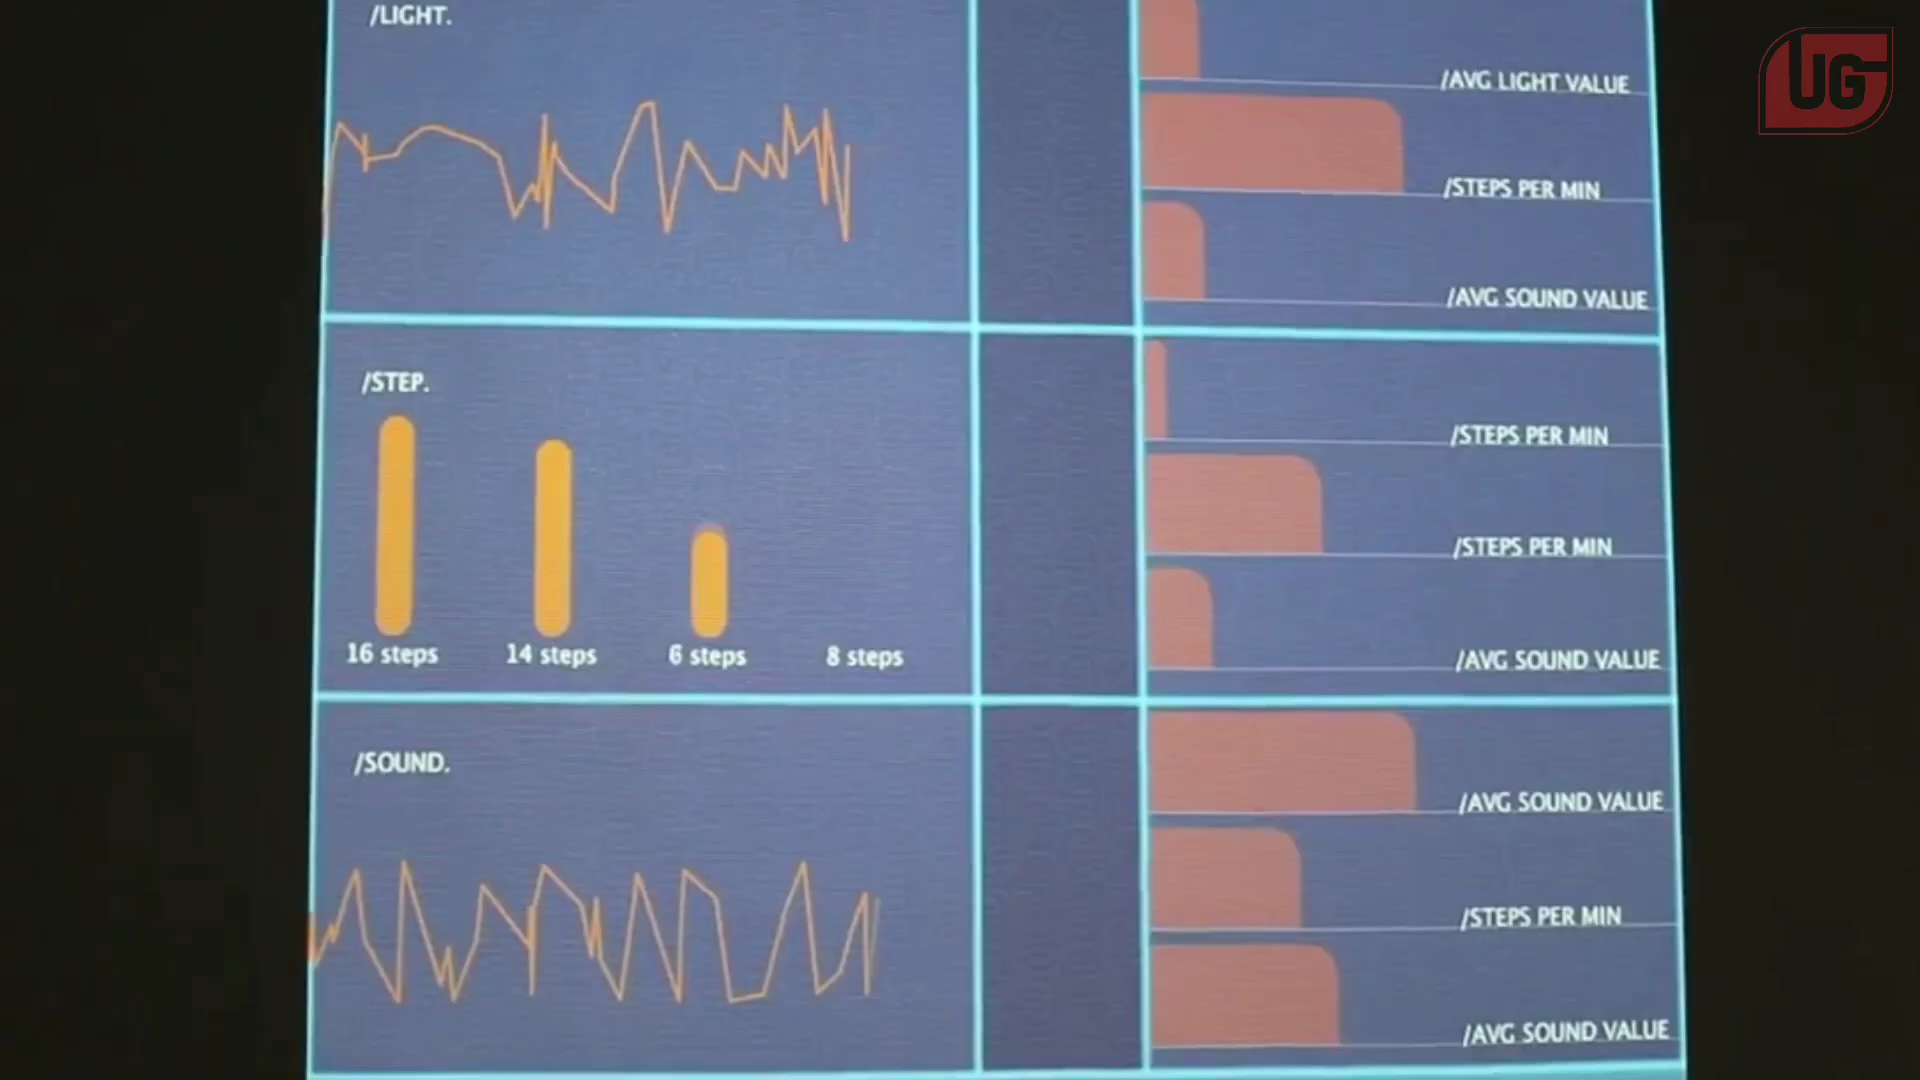 /LIGHT.
/AVG LIGHT VALUE
/STEPS PER MIN
/AVG SOUND VALUE
/STEP.
16 steps
14 steps
6 steps
8 steps
/STEPS PER MIN
/STEPS PER MIN
/AVG SOUND VALUE
/SOUND.
/AVG SOUND VALUE
/STEPS PER MIN
/AVG SOUND VALUE
UG